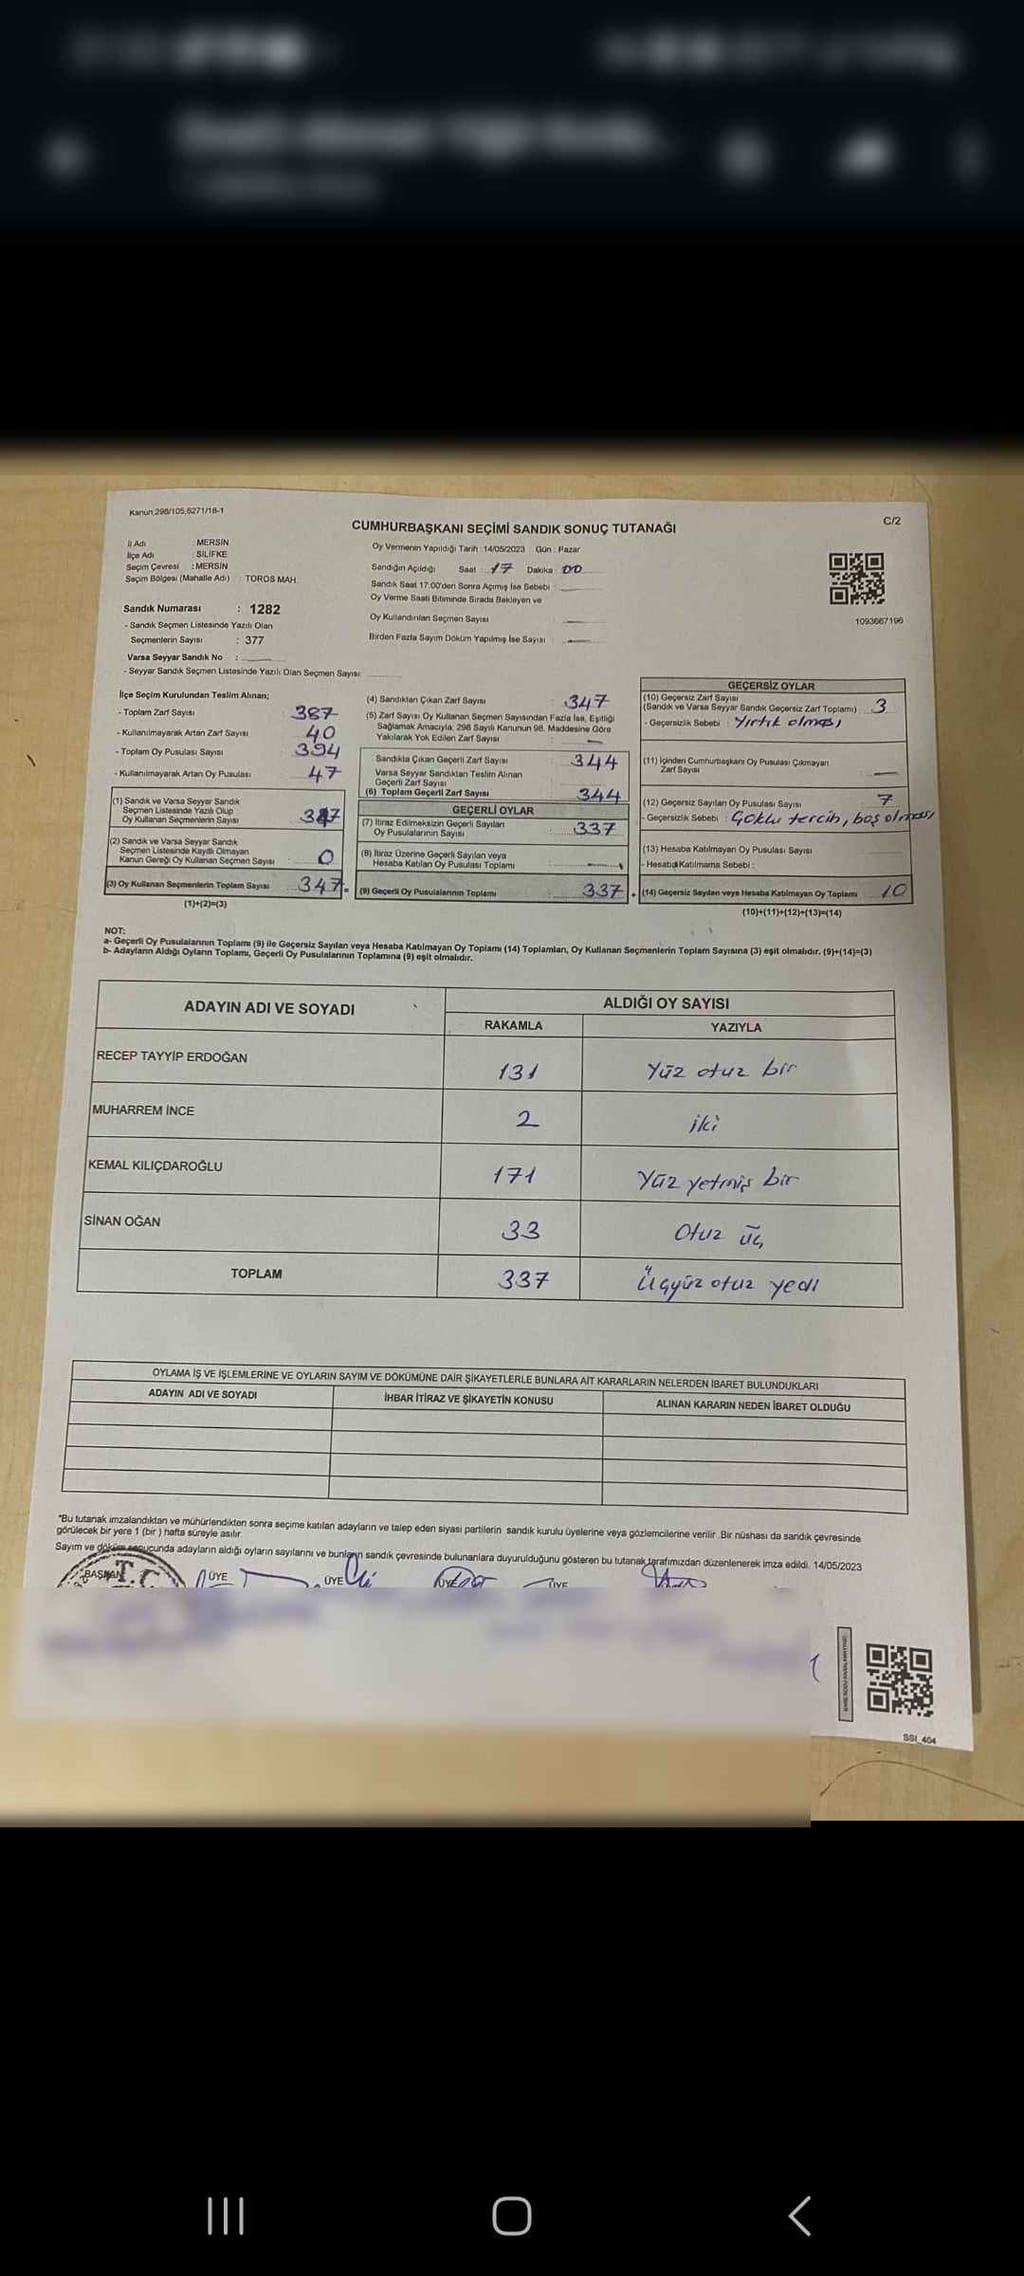 Kanun,298/105,6271/18-1
CUMHURBAŞKANI SEÇİMİ SANDIK SONUÇ TUTANAĞI
C/2
İl Adı MERSİN
İlçe Adı : SİLİFKE
Seçim Çevresi : MERSİN
Seçim Bölgesi (Mahalle Adı) : TOROS MAH.
Sandık Numarası : 1282
- Sandık Seçmen Listesinde Yazılı Olan
Seçmenlerin Sayısı : 377
Varsa Seyyar Sandık No :
- Seyyar Sandık Seçmen Listesinde Yazılı Olan Seçmen Sayısı:
Oy Vermenin Yapıldığı Tarih :14/05/2023 Gün : Pazar
Sandığın Açıldığı Saat : 17 Dakika : 00
Sandık Saat 17:00'den Sonra Açımış İse Sebebi :
Oy Verme Saati Bitiminde Sırada Bekleyen ve
Oy Kullandırılan Seçmen Sayısı
Birden Fazla Sayım Döküm Yapılmış İse Sayısı
1093667196
İlçe Seçim Kurulundan Teslim Alınan;
- Toplam Zarf Sayısı 387
- Kullanılmayarak Artan Zarf Sayısı 40
- Toplam Oy Pusulası Sayısı 394
- Kullanılmayarak Artan Oy Pusulası 47
(1) Sandık ve Varsa Seyyar Sandık
Seçmen Listesinde Yazılı Olup
Oy Kullanan Seçmenlerin Sayısı 347
(2) Sandık ve Varsa Seyyar Sandık
Seçmen Listesinde Kayıtlı Olmayan
Kanun Gereği Oy Kullanan Seçmen Sayısı 0
(3) Oy Kullanan Seçmenlerin Toplam Sayısı 347
(1)+(2)=(3)
(4) Sandıktan Çıkan Zarf Sayısı 347
(5) Zarf Sayısı Oy Kullanan Seçmen Sayısından Fazla İse, Eşitliği
Sağlamak Amacıyla; 298 Sayılı Kanunun 98. Maddesine Göre
Yakılarak Yok Edilen Zarf Sayısı
Sandıkta Çıkan Geçerli Zarf Sayısı 344
Varsa Seyyar Sandıktan Teslim Alınan
Geçerli Zarf Sayısı
(6) Toplam Geçerli Zarf Sayısı 344
GEÇERLİ OYLAR
(7) İtiraz Edilmeksizin Geçerli Sayılan
Oy Pusulalarının Sayısı 337
(8) İtiraz Üzerine Geçerli Sayılan veya
Hesaba Katılan Oy Pusulası Toplamı
(9) Geçerli Oy Pusulalarının Toplamı 337
GEÇERSİZ OYLAR
(10) Geçersiz Zarf Sayısı
(Sandık ve Varsa Seyyar Sandık Geçersiz Zarf Toplamı) 3
- Geçersizlik Sebebi : Yırtık olması
(11) İçinden Cumhurbaşkanı Oy Pusulası Çıkmayan
Zarf Sayısı
(12) Geçersiz Sayılan Oy Pusulası Sayısı 7
- Geçersizlik Sebebi : Çoklu tercih, boş olması
(13) Hesaba Katılmayan Oy Pusulası Sayısı
- Hesaba Katılmama Sebebi :
(14) Geçersiz Sayılan veya Hesaba Katılmayan Oy Toplamı 10
(10)+(11)+(12)+(13)=(14)
NOT:
a- Geçerli Oy Pusulalarının Toplamı (9) ile Geçersiz Sayılan veya Hesaba Katılmayan Oy Toplamı (14) Toplamları, Oy Kullanan Seçmenlerin Toplam Sayısına (3) eşit olmalıdır. (9)+(14)=(3)
b- Adayların Aldığı Oyların Toplamı, Geçerli Oy Pusulalarının Toplamına (9) eşit olmalıdır.
ADAYIN ADI VE SOYADI ALDIĞI OY SAYISI
RAKAMLA YAZIYLA
RECEP TAYYİP ERDOĞAN 131 Yüz otuz bir
MUHARREM İNCE 2 iki
KEMAL KILIÇDAROĞLU 171 Yüz yetmiş bir
SİNAN OĞAN 33 Otuz üç
TOPLAM 337 Üçyüz otuz yedi
OYLAMA İŞ VE İŞLEMLERİNE VE OYLARIN SAYIM VE DÖKÜMÜNE DAİR ŞİKAYETLERLE BUNLARA AİT KARARLARIN NELERDEN İBARET BULUNDUKLARI
ADAYIN ADI VE SOYADI İHBAR İTİRAZ VE ŞİKAYETİN KONUSU ALINAN KARARIN NEDEN İBARET OLDUĞU
"Bu tutanak imzalandıktan ve mühürlendikten sonra seçime katılan adayların ve talep eden siyasi partilerin sandık kurulu üyelerine veya gözlemcilerine verilir .Bir nüshası da sandık çevresinde
görülecek bir yere 1 (bir ) hafta süreyle asılır.
Sayım ve döküm sonucunda adayların aldığı oyların sayılarını ve bunların sandık çevresinde bulunanlara duyurulduğunu gösteren bu tutanak tarafımızdan düzenlenerek imza edildi. 14/05/2023
BAŞKAN ÜYE ÜYE ÜYE ÜYE
T.C
SSI_404